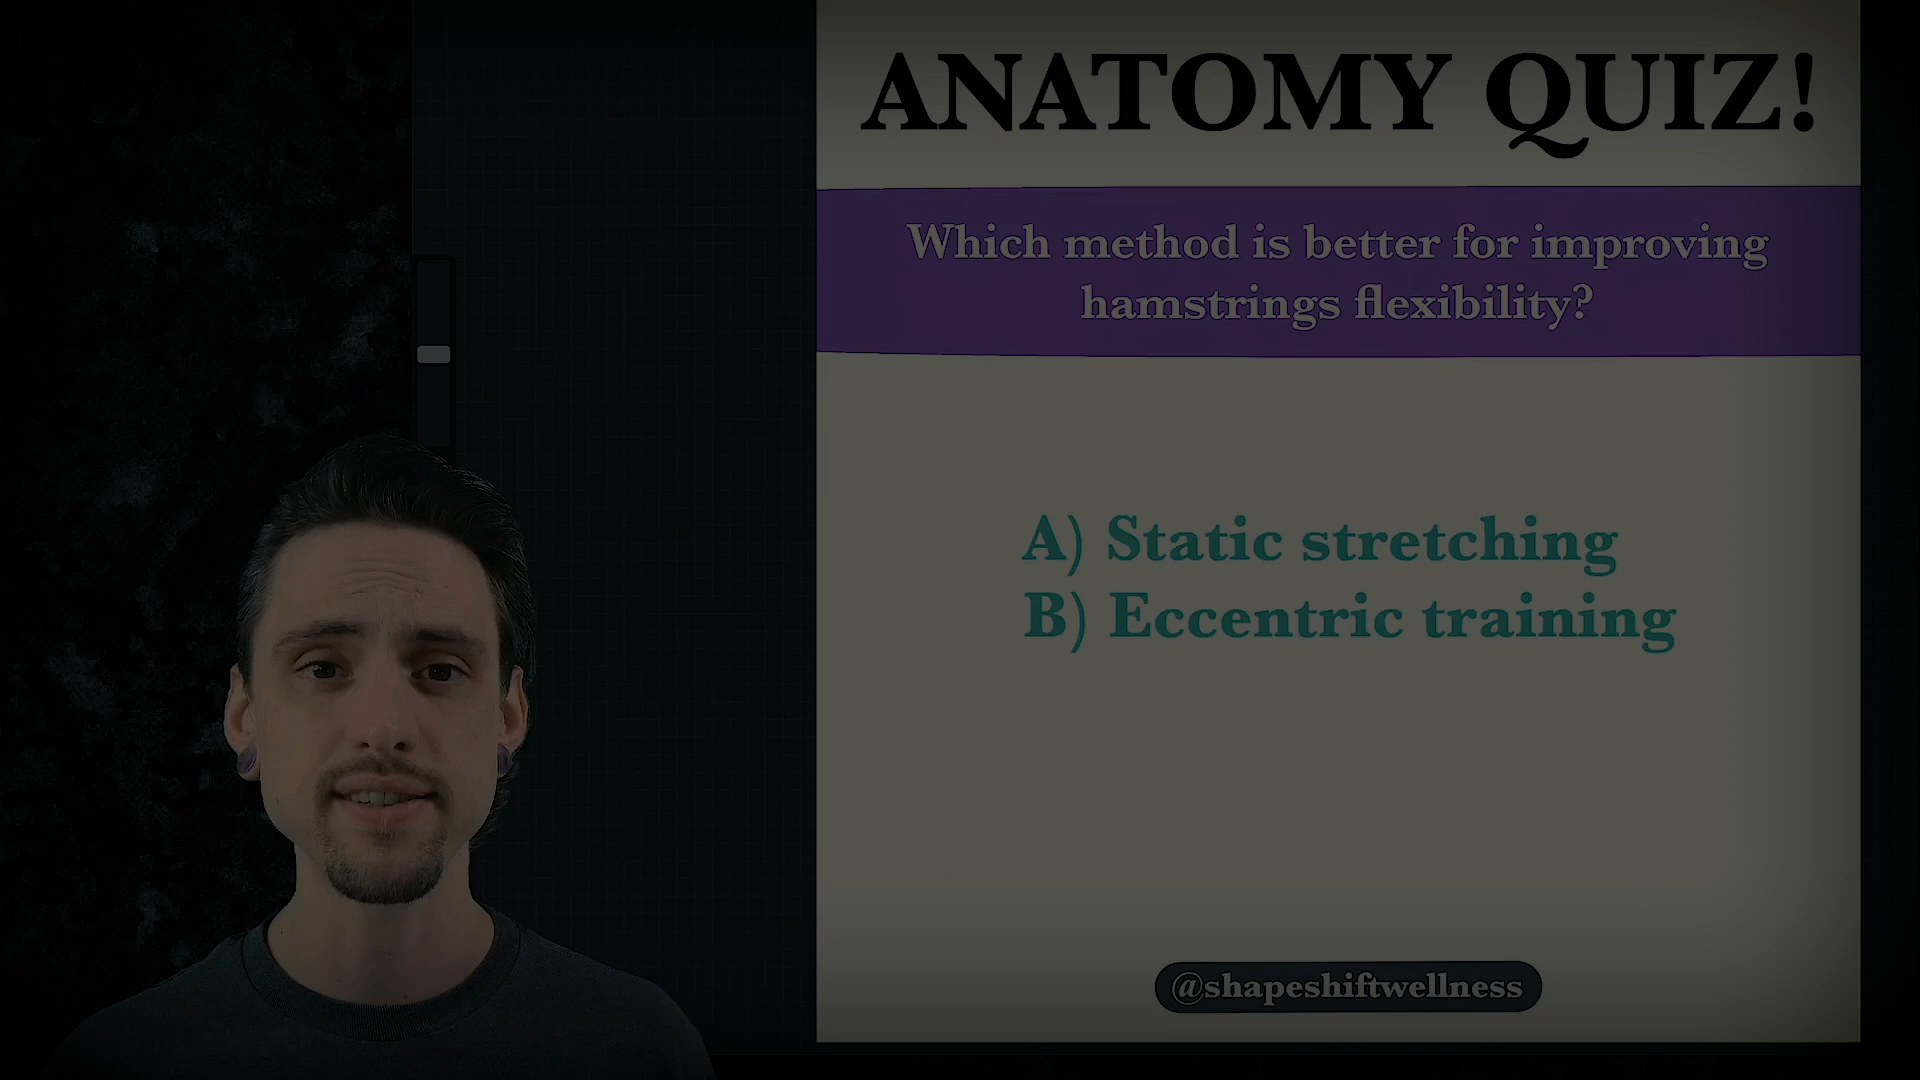 ANATOMY QUIZ!
Which method is better for improving
hamstrings flexibility?
A) Static stretching
B) Eccentric training
@shapeshiftwellness